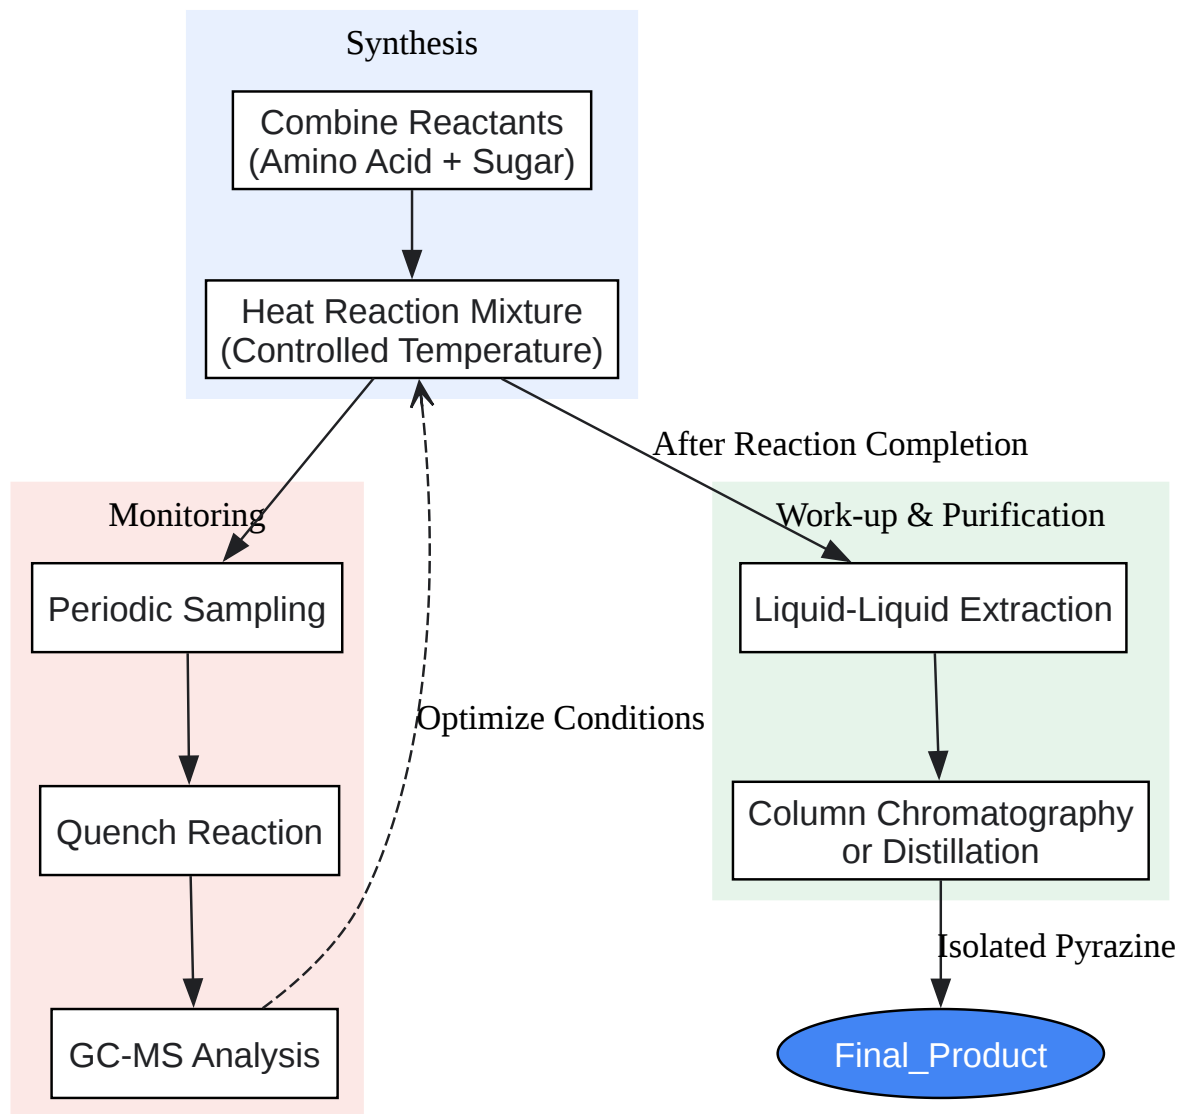 Synthesis
Combine Reactants
(Amino Acid + Sugar)
Heat Reaction Mixture
(Controlled Temperature)
After Reaction Completion
Monitoring
Periodic Sampling
Quench Reaction
GC-MS Analysis
Optimize Conditions
Work-up & Purification
Liquid-Liquid Extraction
Column Chromatography
or Distillation
Isolated Pyrazine
Final_Product